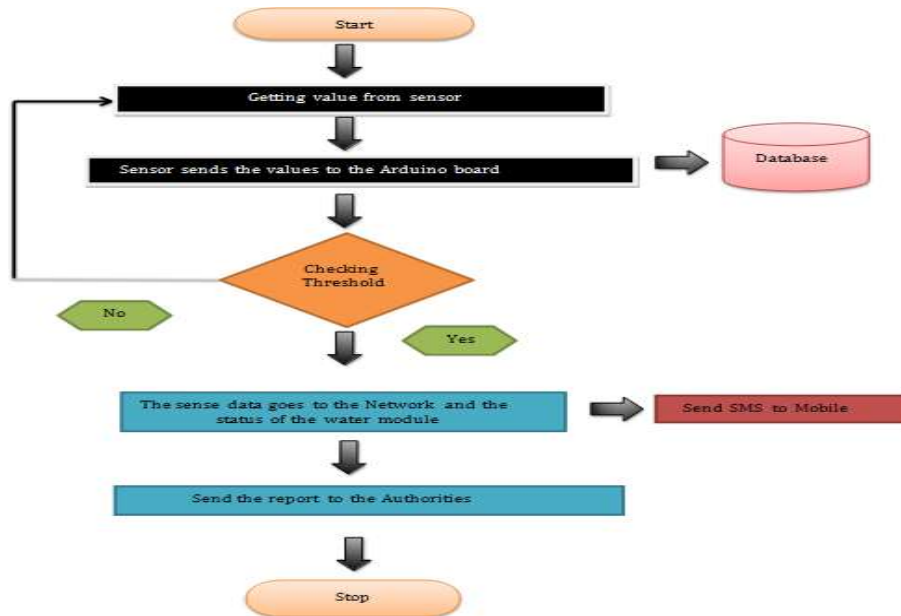 Start
Getting value from sensor
Sensor sends the values to the Arduino board
Database
Checking
Threshold
No
Yes
The sense data goes to the Network and the
status of the water module
Send SMS to Mobile
Send the report to the Authorities
Stop